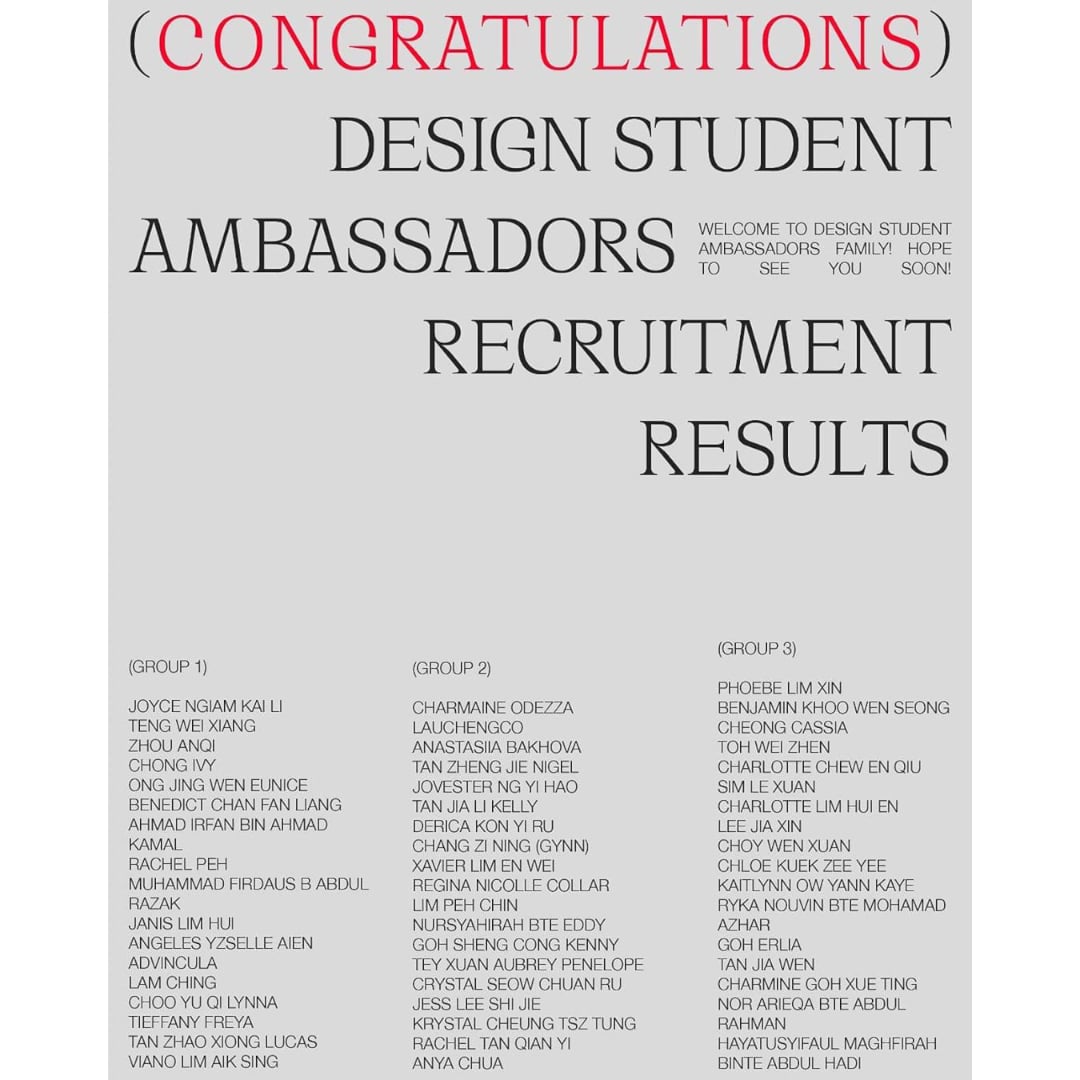 (CONGRATULATIONS)
DESIGN STUDENT
AMBASSADORS
WELCOME TO DESIGN STUDENT
AMBASSADORS FAMILY! HOPE
TO SEE YOU SOON!
RECRUITMENT
RESULTS
(GROUP 1)
JOYCE NGIAM KAI LI
TENG WEI XIANG
ZHOU ANQI
CHONG IVY
ONG JING WEN EUNICE
BENEDICT CHAN FAN LIANG
AHMAD IRFAN BIN AHMAD
KAMAL
RACHEL PEH
MUHAMMAD FIRDAUS B ABDUL
RAZAK
JANIS LIM HUI
ANGELES YZSELLE AIEN
ADVINCULA
LAM CHING
CHOO YU QI LYNNA
TIEFFANY FREYA
TAN ZHAO XIONG LUCAS
VIANO LIM AIK SING
(GROUP 2)
CHARMAINE ODEZZA
LAUCHENGCO
ANASTASIIA BAKHOVA
TAN ZHENG JIE NIGEL
JOVESTER NG YI HAO
TAN JIA LI KELLY
DERICA KON YI RU
CHANG ZI NING (GYNN)
XAVIER LIM EN WEI
REGINA NICOLLE COLLAR
LIM PEH CHIN
NURSYAHIRAH BTE EDDY
GOH SHENG CONG KENNY
TEY XUAN AUBREY PENELOPE
CRYSTAL SEOW CHUAN RU
JESS LEE SHI JIE
KRYSTAL CHEUNG TSZ TUNG
RACHEL TAN QIAN YI
ANYA CHUA
(GROUP 3)
PHOEBE LIM XIN
BENJAMIN KHOO WEN SEONG
CHEONG CASSIA
TOH WEI ZHEN
CHARLOTTE CHEW EN QIU
SIM LE XUAN
CHARLOTTE LIM HUI EN
LEE JIA XIN
CHOY WEN XUAN
CHLOE KUEK ZEE YEE
KAITLYNN OW YANN KAYE
RYKA NOUVIN BTE MOHAMAD
AZHAR
GOH ERLIA
TAN JIA WEN
CHARMINE GOH XUE TING
NOR ARIEQA BTE ABDUL
RAHMAN
HAYATUSYIFAUL MAGHFIRAH
BINTE ABDUL HADI